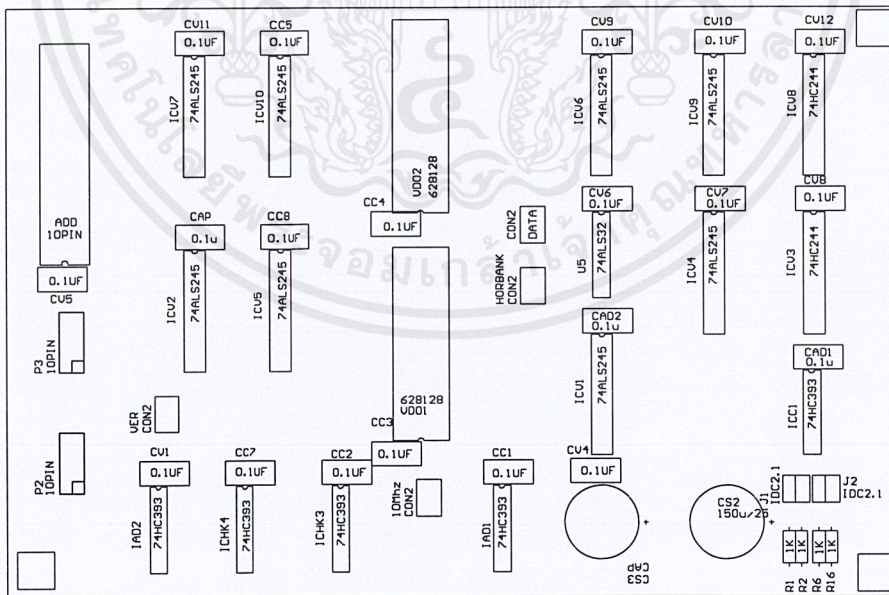 CV11
0.1UF
ICV7
74ALS245
CC5
0.1UF
ICV10
74ALS245
VD02
628128
CC4
0.1UF
CV9
0.1UF
ICV6
74ALS245
CV10
0.1UF
ICV9
74ALS245
CV12
0.1UF
ICV8
74HC244
ADD
10PIN
0.1UF
CV5
CAP
0.1u
ICV2
74ALS245
CC8
0.1UF
ICV5
74ALS245
CON2
DATA
HORBANK
CON2
CV6
0.1UF
U5
74ALS32
CV7
0.1UF
ICV4
74ALS245
CV8
0.1UF
ICV3
74HC244
P3
10PIN
P2
10PIN
VER
CON2
628128
VD01
CC3
0.1UF
CAD2
0.1u
ICV1
74ALS245
CAD1
0.1u
ICC1
74HC393
CV1
0.1UF
IAD2
74HC393
CC7
0.1UF
ICHK4
74HC393
CC2
0.1UF
ICHK3
74HC393
10Mhz
CON2
CC1
0.1UF
IAD1
74HC393
CV4
0.1UF
+
CS3
CAP
CS2
150u/25
+
J1
IDC2.1
J2
IDC2.1
1K
1K
1K
1K
R1
R2
R6
R16